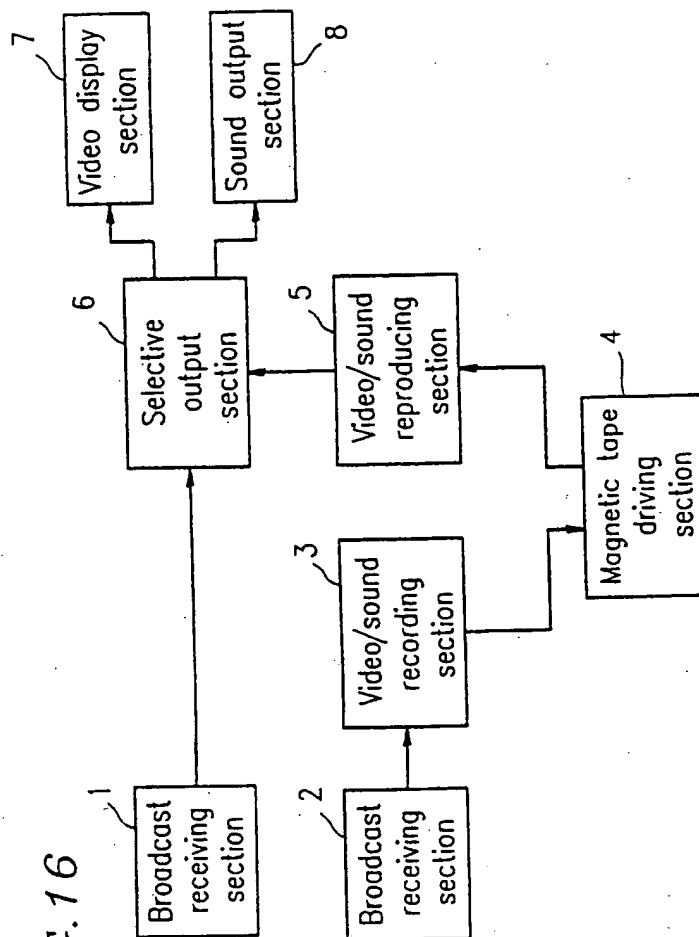 16
1
Broadcast
receiving
section
2
Broadcast
receiving
section
3
Video/sound
recording
section
4
Magnetic tape
driving
section
5
Video/sound
reproducing
section
6
Selective
output
section
7
Video display
section
8
Sound output
section